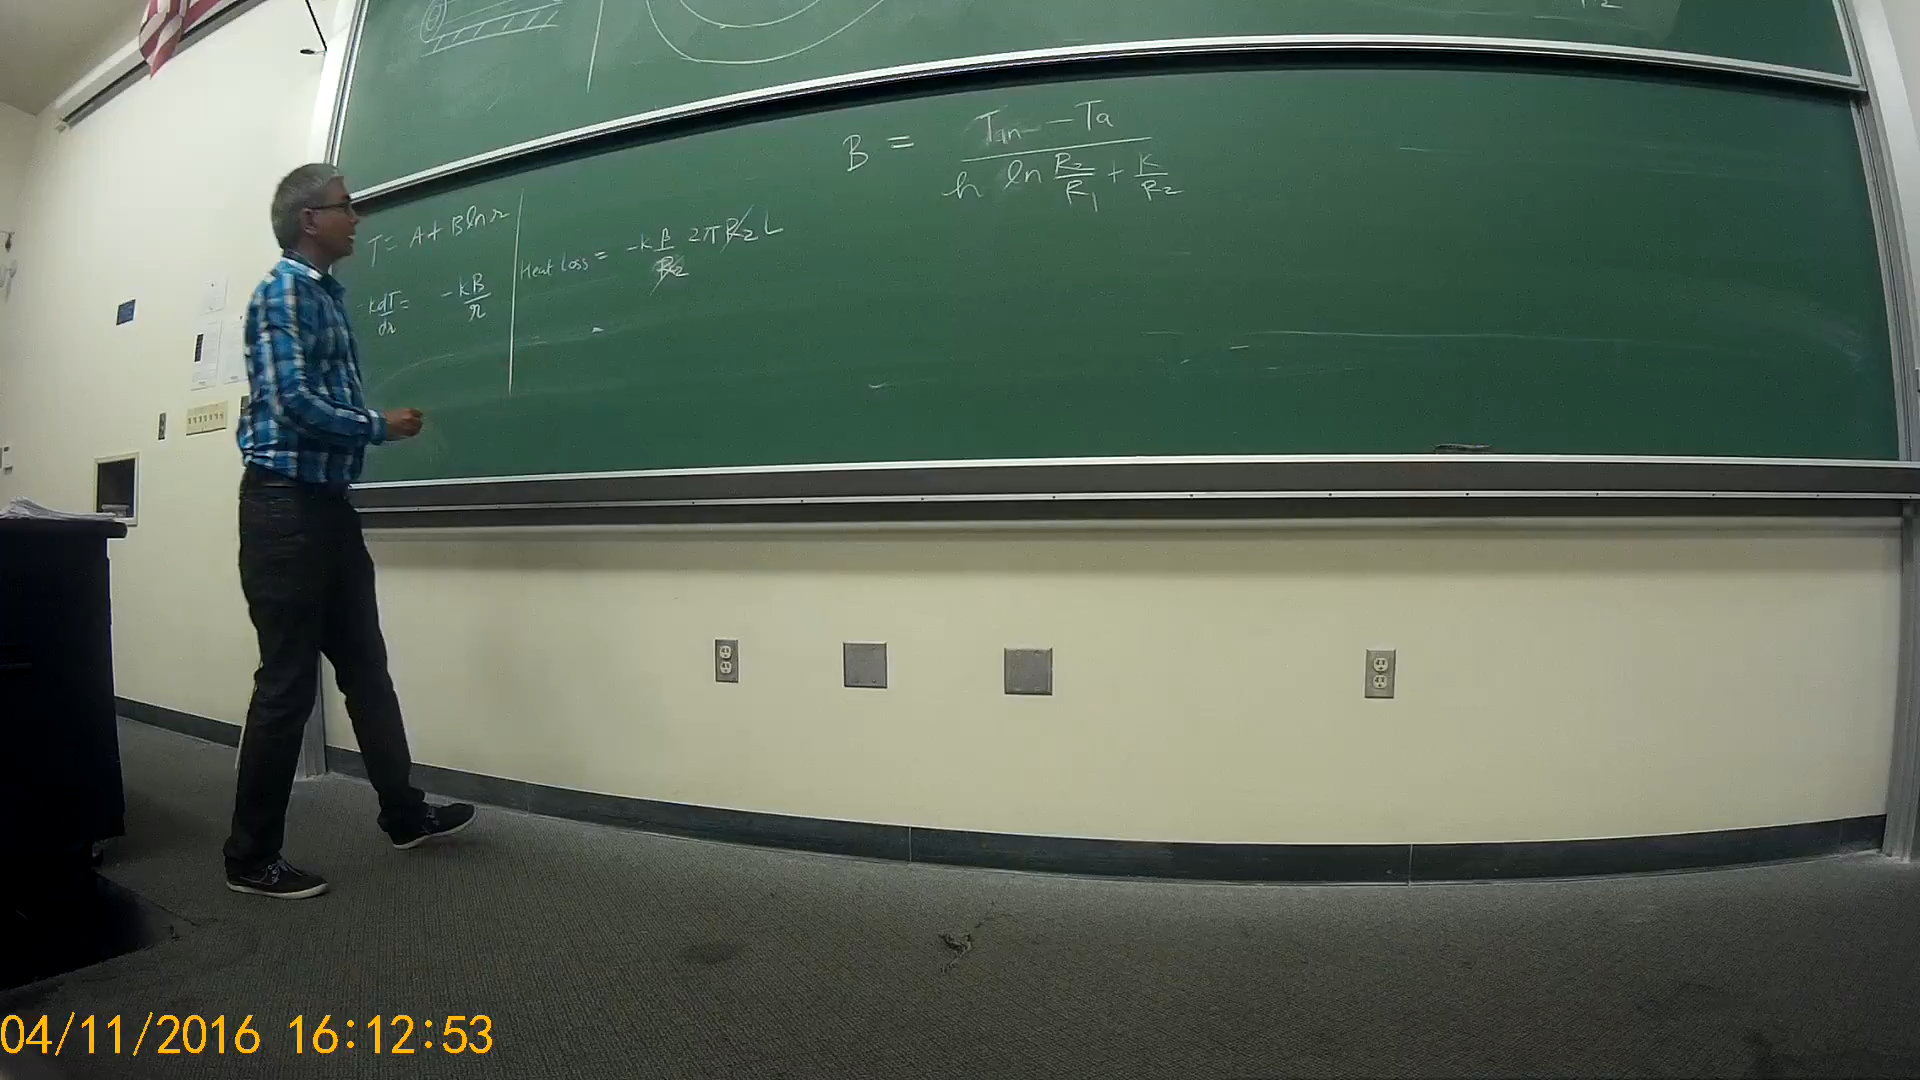 R2
B = Tin - Ta / (h ln R2/R1 + K/R2)
T = A + B ln r
-k dT/dr = -kB/r
Heat Loss = -k B/R2 2π R2 L
04/11/2016 16:12:53